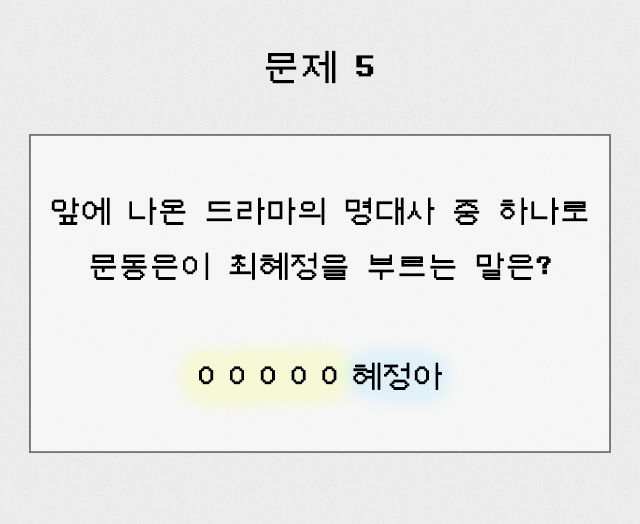 문제 5
앞에 나온 드라마의 명대사 중 하나로
문동은이 최혜정을 부르는 말은?
ㅇㅇㅇㅇㅇ 혜정아